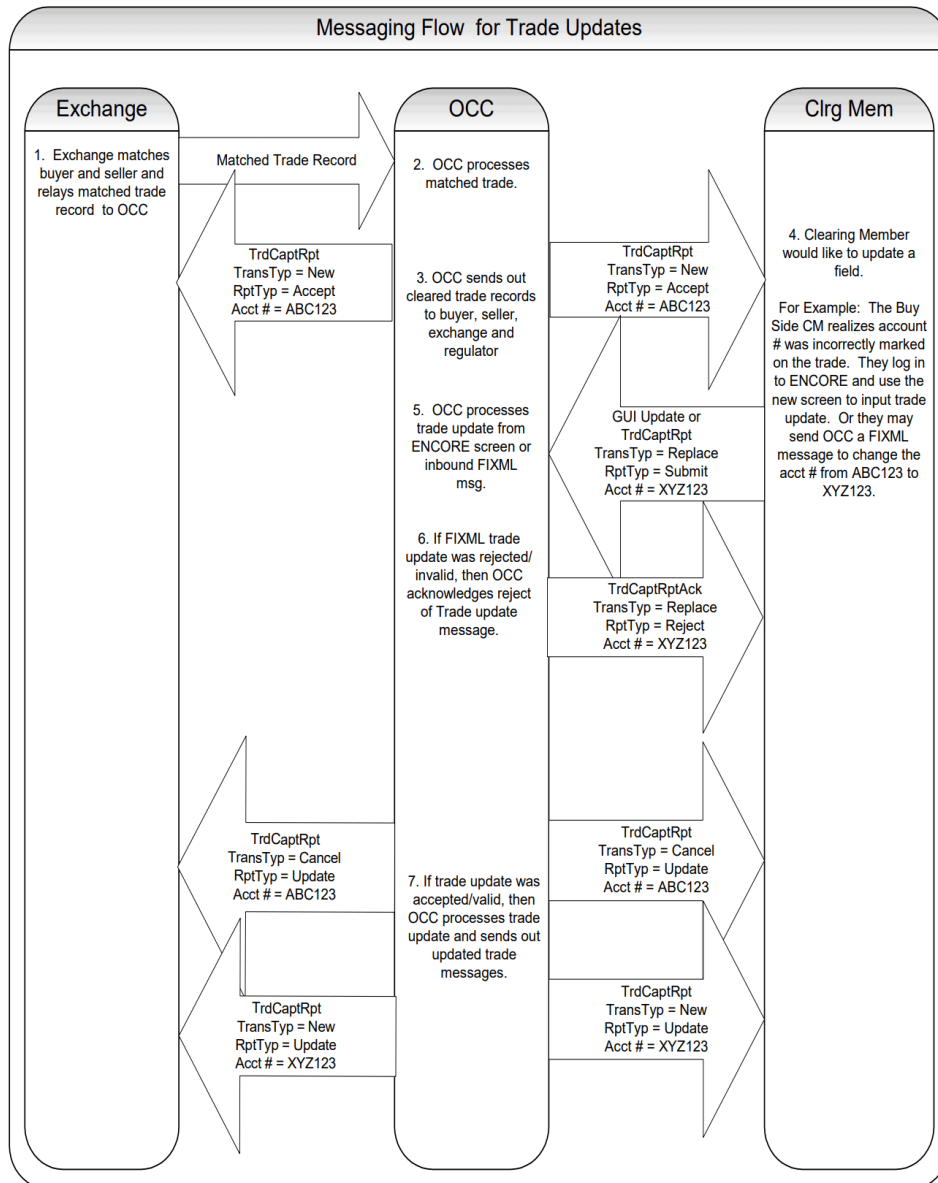 Messaging Flow for Trade Updates
Exchange
OCC
Clrg Mem
1. Exchange matches
buyer and seller and
relays matched trade
record to OCC
Matched Trade Record
2. OCC processes
matched trade.
TrdCaptRpt
TransTyp = New
RptTyp = Accept
Acct # = ABC123
3. OCC sends out
cleared trade records
to buyer, seller,
exchange and
regulator
TrdCaptRpt
TransTyp = New
RptTyp = Accept
Acct # = ABC123
4. Clearing Member
would like to update a
field.
For Example: The Buy
Side CM realizes account
# was incorrectly marked
on the trade. They log in
to ENCORE and use the
new screen to input trade
update. Or they may
send OCC a FIXML
message to change the
acct # from ABC123 to
XYZ123.
GUI Update or
TrdCaptRpt
TransTyp = Replace
RptTyp = Submit
Acct # = XYZ123
5. OCC processes
trade update from
ENCORE screen or
inbound FIXML
msg.
6. If FIXML trade
update was rejected/
invalid, then OCC
acknowledges reject
of Trade update
message.
TrdCaptRptAck
TransTyp = Replace
RptTyp = Reject
Acct # = XYZ123
TrdCaptRpt
TransTyp = Cancel
RptTyp = Update
Acct # = ABC123
7. If trade update was
accepted/valid, then
OCC processes trade
update and sends out
updated trade
messages.
TrdCaptRpt
TransTyp = Cancel
RptTyp = Update
Acct # = ABC123
TrdCaptRpt
TransTyp = New
RptTyp = Update
Acct # = XYZ123
TrdCaptRpt
TransTyp = New
RptTyp = Update
Acct # = XYZ123